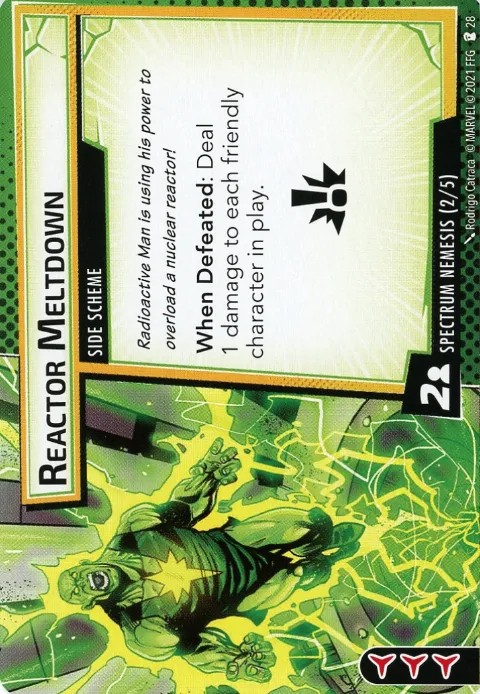 REACTOR MELTDOWN
SIDE SCHEME
Radioactive Man is using his power to
overload a nuclear reactor!
When Defeated: Deal
1 damage to each friendly
character in play.
2
SPECTRUM NEMESIS (2/5)
Rodrigo Catraca © MARVEL © 2021 FFG 28